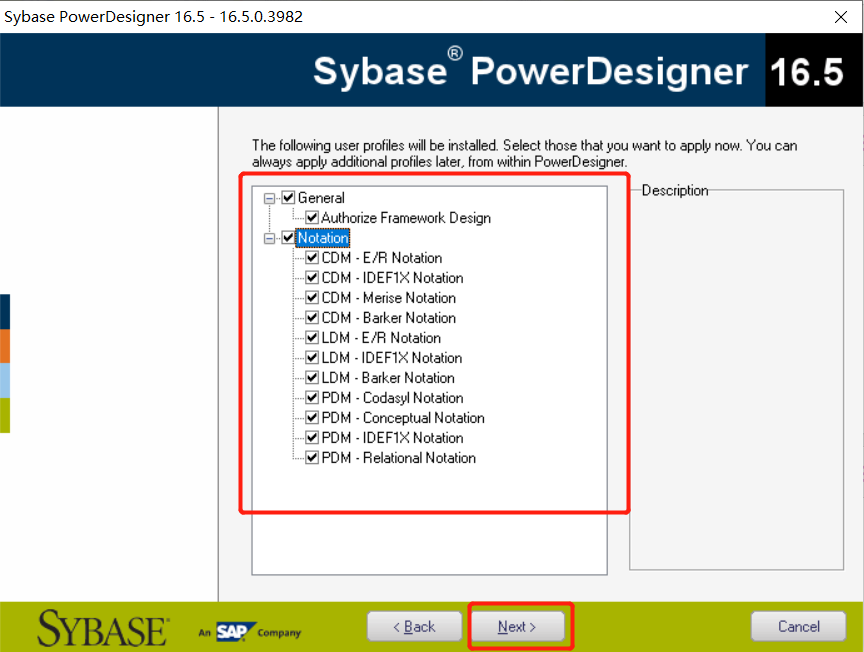 Sybase PowerDesigner 16.5 - 16.5.0.3982
Sybase® PowerDesigner 16.5
The following user profiles will be installed. Select those that you want to apply now. You can
always apply additional profiles later, from within PowerDesigner.
General
Authorize Framework Design
Notation
CDM - E/R Notation
CDM - IDEF1X Notation
CDM - Merise Notation
CDM - Barker Notation
LDM - E/R Notation
LDM - IDEF1X Notation
LDM - Barker Notation
PDM - Codasyl Notation
PDM - Conceptual Notation
PDM - IDEF1X Notation
PDM - Relational Notation
Description
SYBASE® An SAP Company
< Back
Next >
Cancel